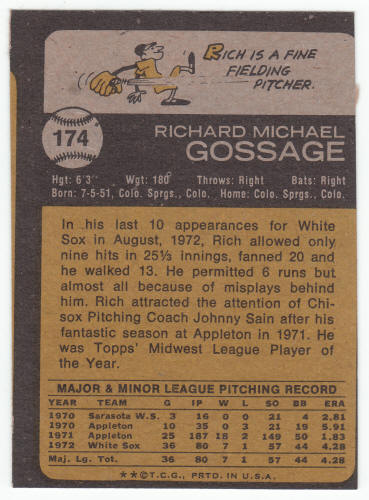 RICH IS A FINE
FIELDING
PITCHER.
174
RICHARD MICHAEL
GOSSAGE
Hgt: 6'3" Wgt: 180 Throws: Right Bats: Right
Born: 7-5-51, Colo. Sprgs., Colo. Home: Colo. Sprgs., Colo.
In his last 10 appearances for White
Sox in August, 1972, Rich allowed only
nine hits in 25⅓ innings, fanned 20 and
he walked 13. He permitted 6 runs but
almost all because of misplays behind
him. Rich attracted the attention of Chi-
sox Pitching Coach Johnny Sain after his
fantastic season at Appleton in 1971. He
was Topps' Midwest League Player of
the Year.
MAJOR & MINOR LEAGUE PITCHING RECORD
YEAR TEAM G IP W L SO BB ERA
1970 Sarasota W.S. 3 16 0 0 21 4 2.81
1970 Appleton 10 35 0 3 21 19 5.91
1971 Appleton 25 187 18 2 149 50 1.83
1972 White Sox 36 80 7 1 57 44 4.28
Maj. Lg. Tot. 36 80 7 1 57 44 4.28
**©T.C.G., PRTD. IN U.S.A.